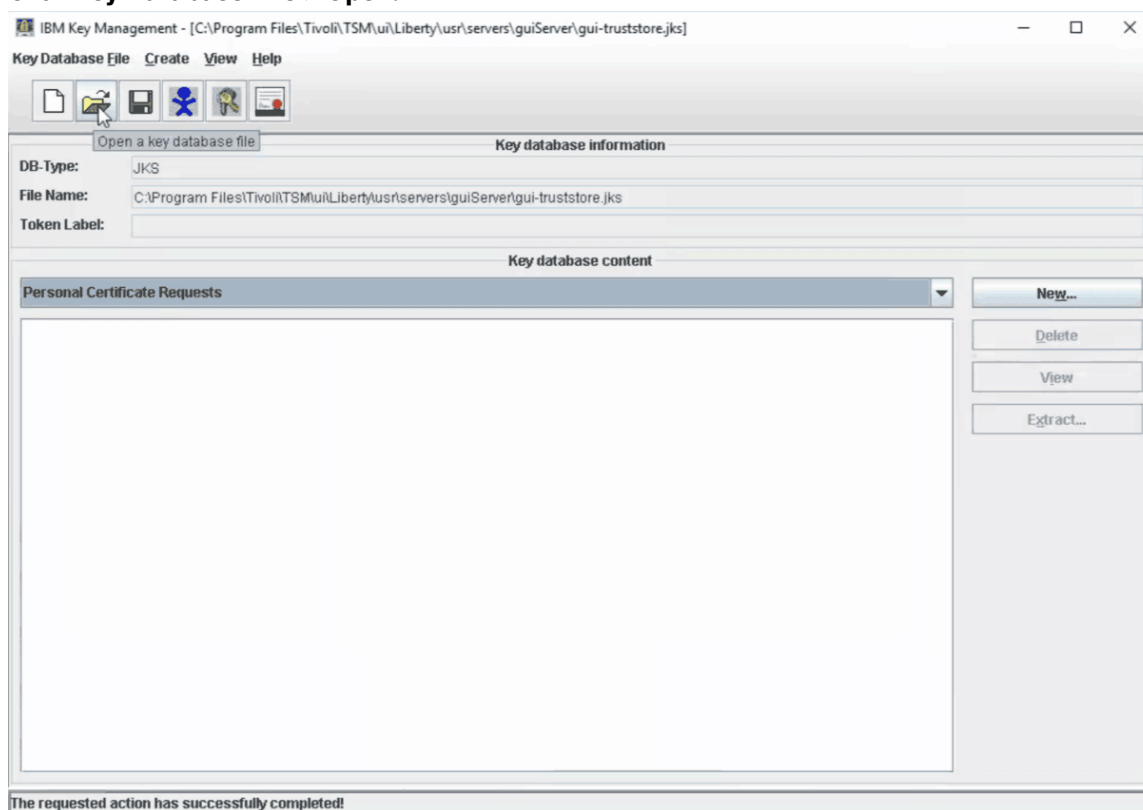 IBM Key Management - [C:\Program Files\Tivoli\TSM\ui\Liberty\usr\servers\guiServer\gui-truststore.jks]
Key Database File Create View Help
Open a key database file
Key database information
DB-Type: JKS
File Name: C:\Program Files\Tivoli\TSM\ui\Liberty\usr\servers\guiServer\gui-truststore.jks
Token Label:
Key database content
Personal Certificate Requests
New...
Delete
View
Extract...
The requested action has successfully completed!